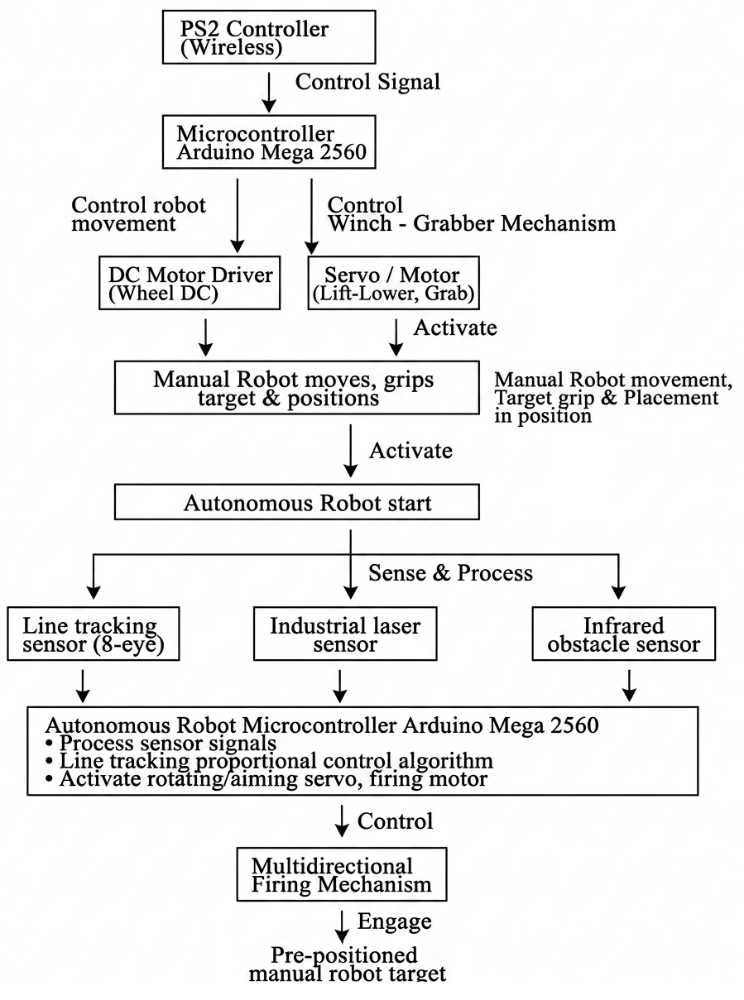 PS2 Controller
(Wireless)
Control Signal
Microcontroller
Arduino Mega 2560
Control robot
movement
Control
Winch - Grabber Mechanism
DC Motor Driver
(Wheel DC)
Servo / Motor
(Lift-Lower, Grab)
Activate
Manual Robot moves, grips
target & positions
Manual Robot movement,
Target grip & Placement
in position
Activate
Autonomous Robot start
Sense & Process
Line tracking
sensor (8-eye)
Industrial laser
sensor
Infrared
obstacle sensor
Autonomous Robot Microcontroller Arduino Mega 2560
• Process sensor signals
• Line tracking proportional control algorithm
• Activate rotating/aiming servo, firing motor
Control
Multidirectional
Firing Mechanism
Engage
Pre-positioned
manual robot target